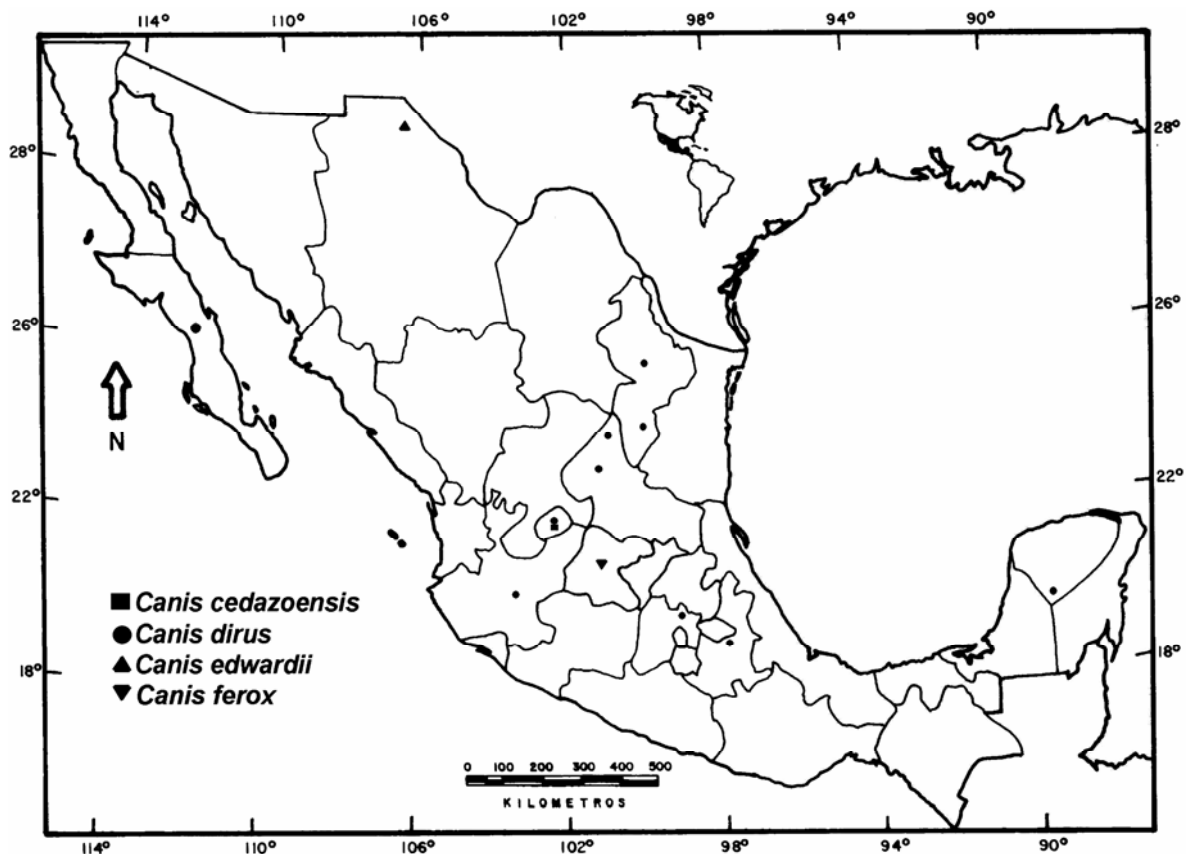 114° 110° 106° 102° 98° 94° 90°
28° 28°
26° 26°
N
22° 22°
Canis cedazoensis
Canis dirus
Canis edwardii
Canis ferox
18° 18°
0 100 200 300 400 500
KILOMETROS
114° 110° 106° 102° 98° 94° 90°